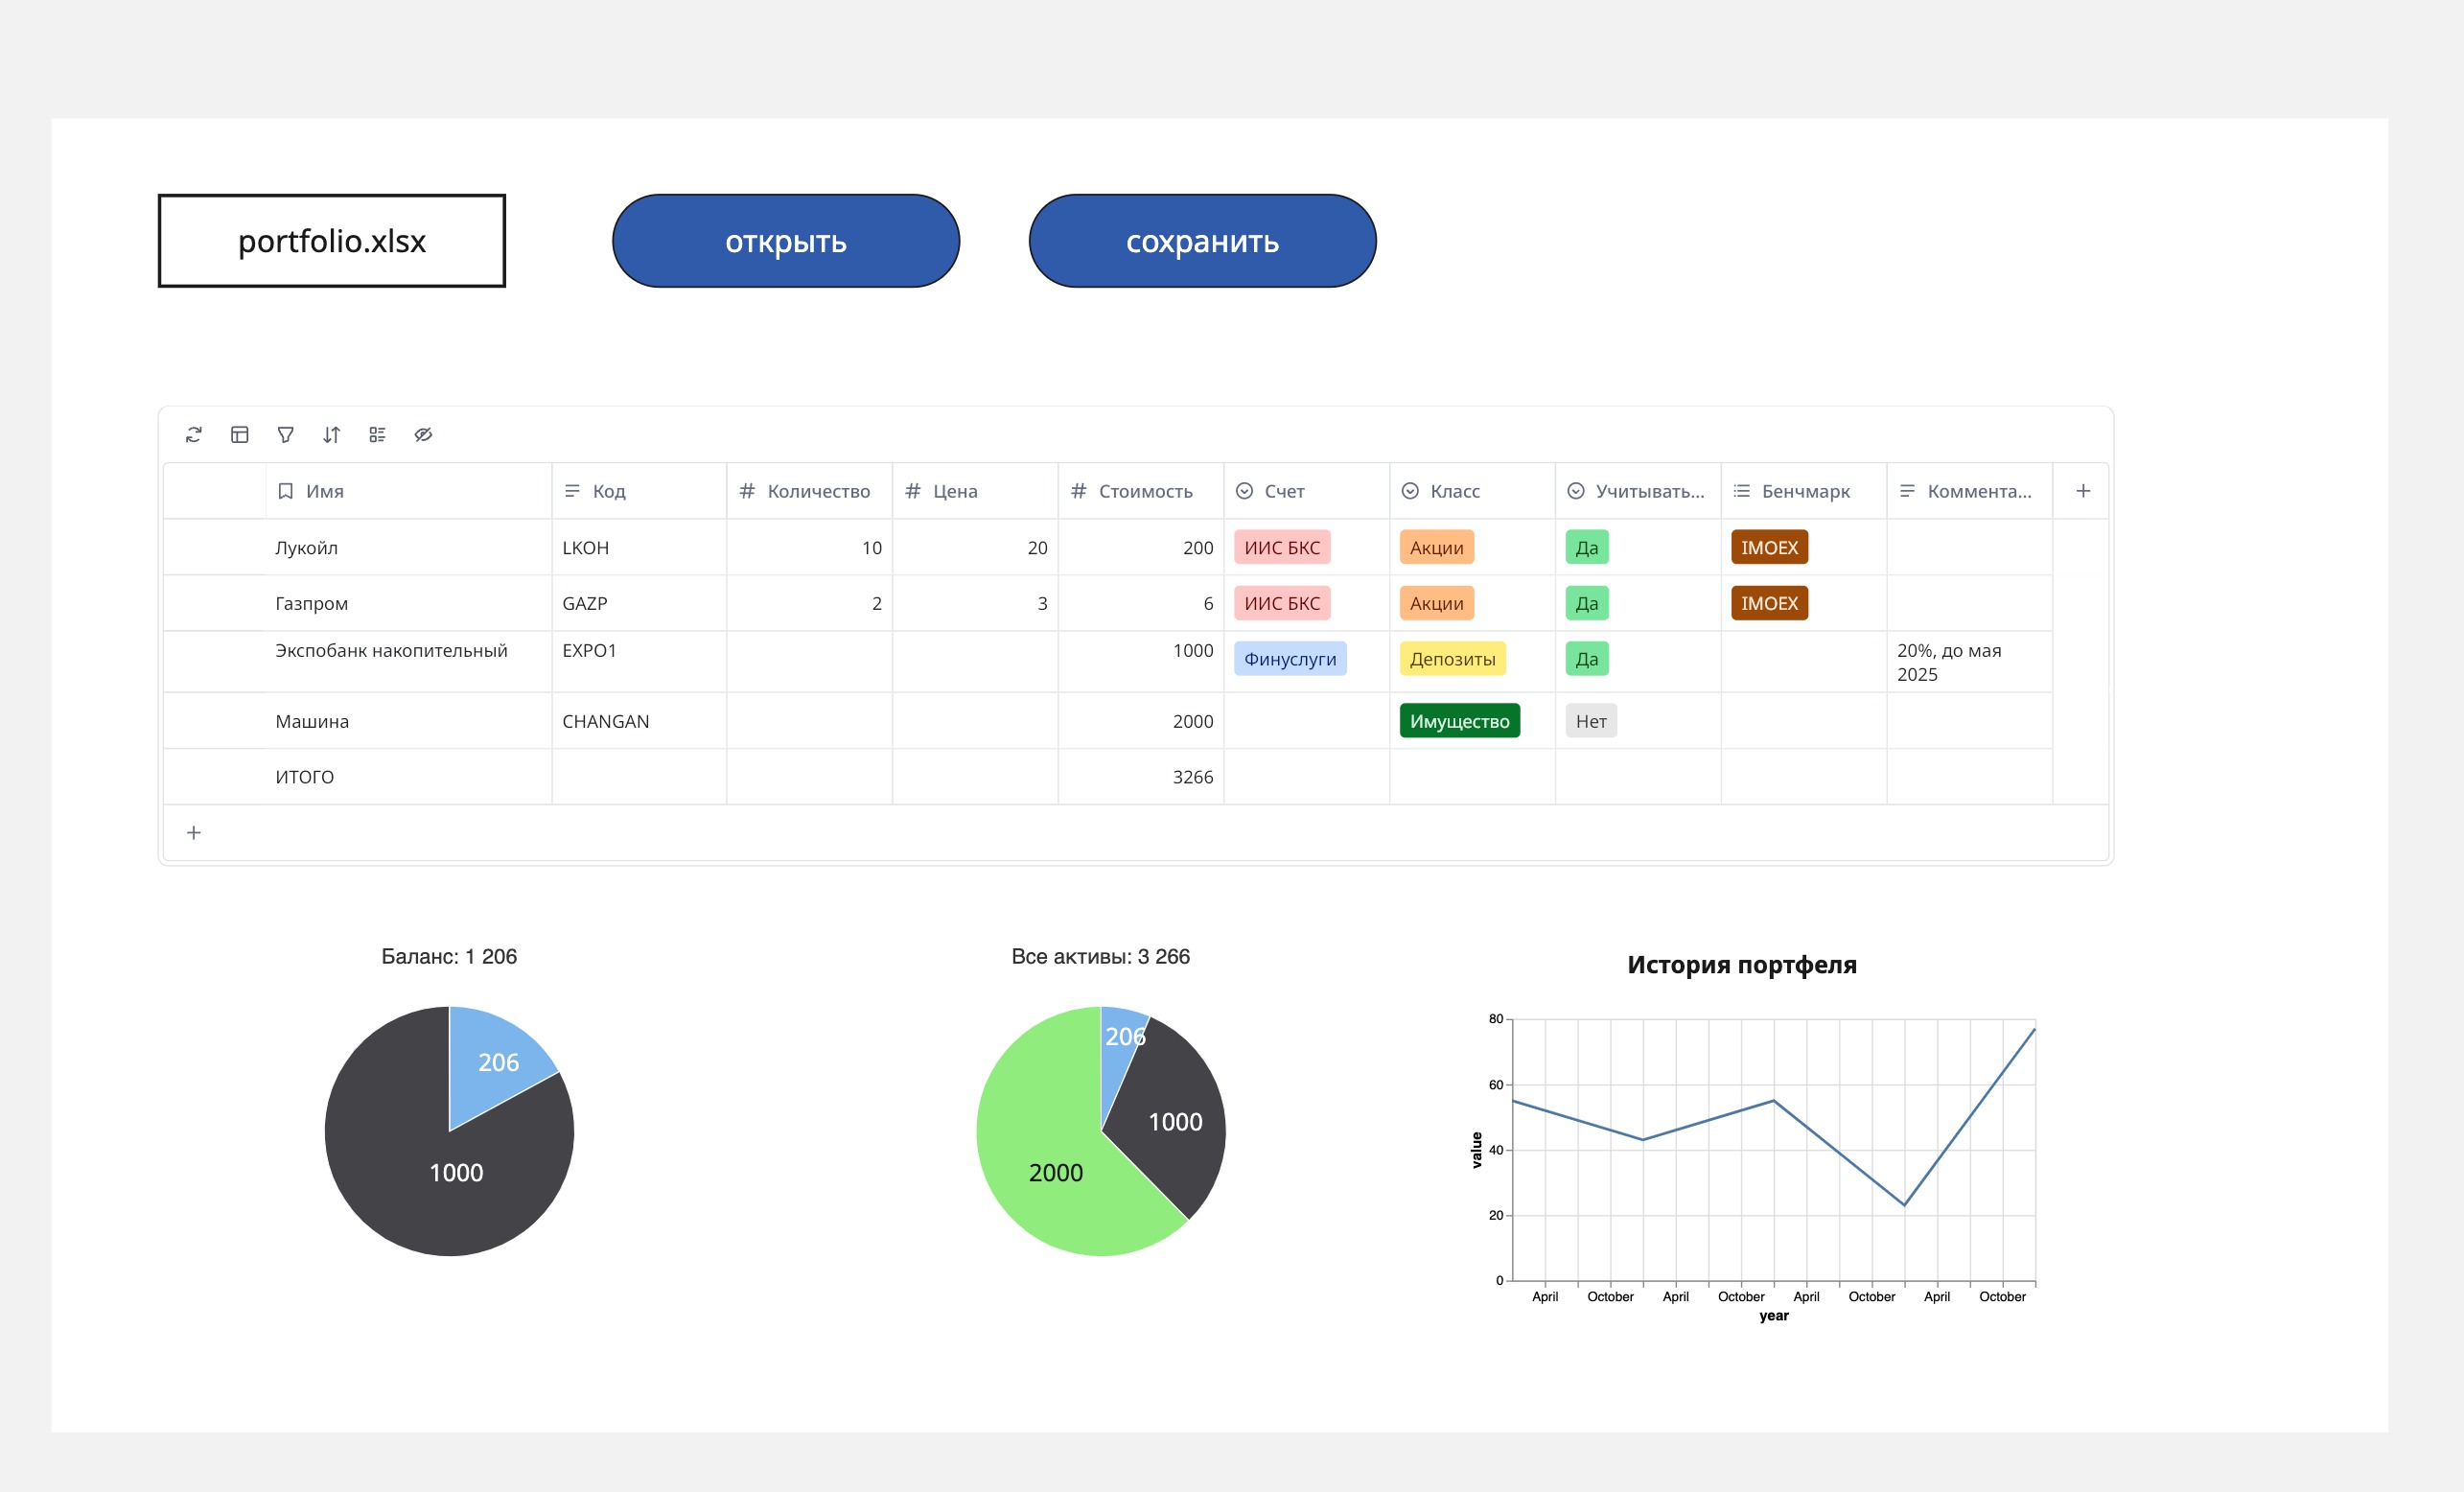 portfolio.xlsx
открыть
сохранить
Имя Код Количество Цена Стоимость Счет Класс Учитывать... Бенчмарк Коммента...
Лукойл LKOH 10 20 200 ИИС БКС Акции Да IMOEX
Газпром GAZP 2 3 6 ИИС БКС Акции Да IMOEX
Экспобанк накопительный EXPO1 1000 Финуслуги Депозиты Да 20%, до мая
2025
Машина CHANGAN 2000 Имущество Нет
ИТОГО 3266
Баланс: 1 206
206
1000
Все активы: 3 266
206
1000
2000
История портфеля
80
60
40
20
0
value
April October April October April October April October
year